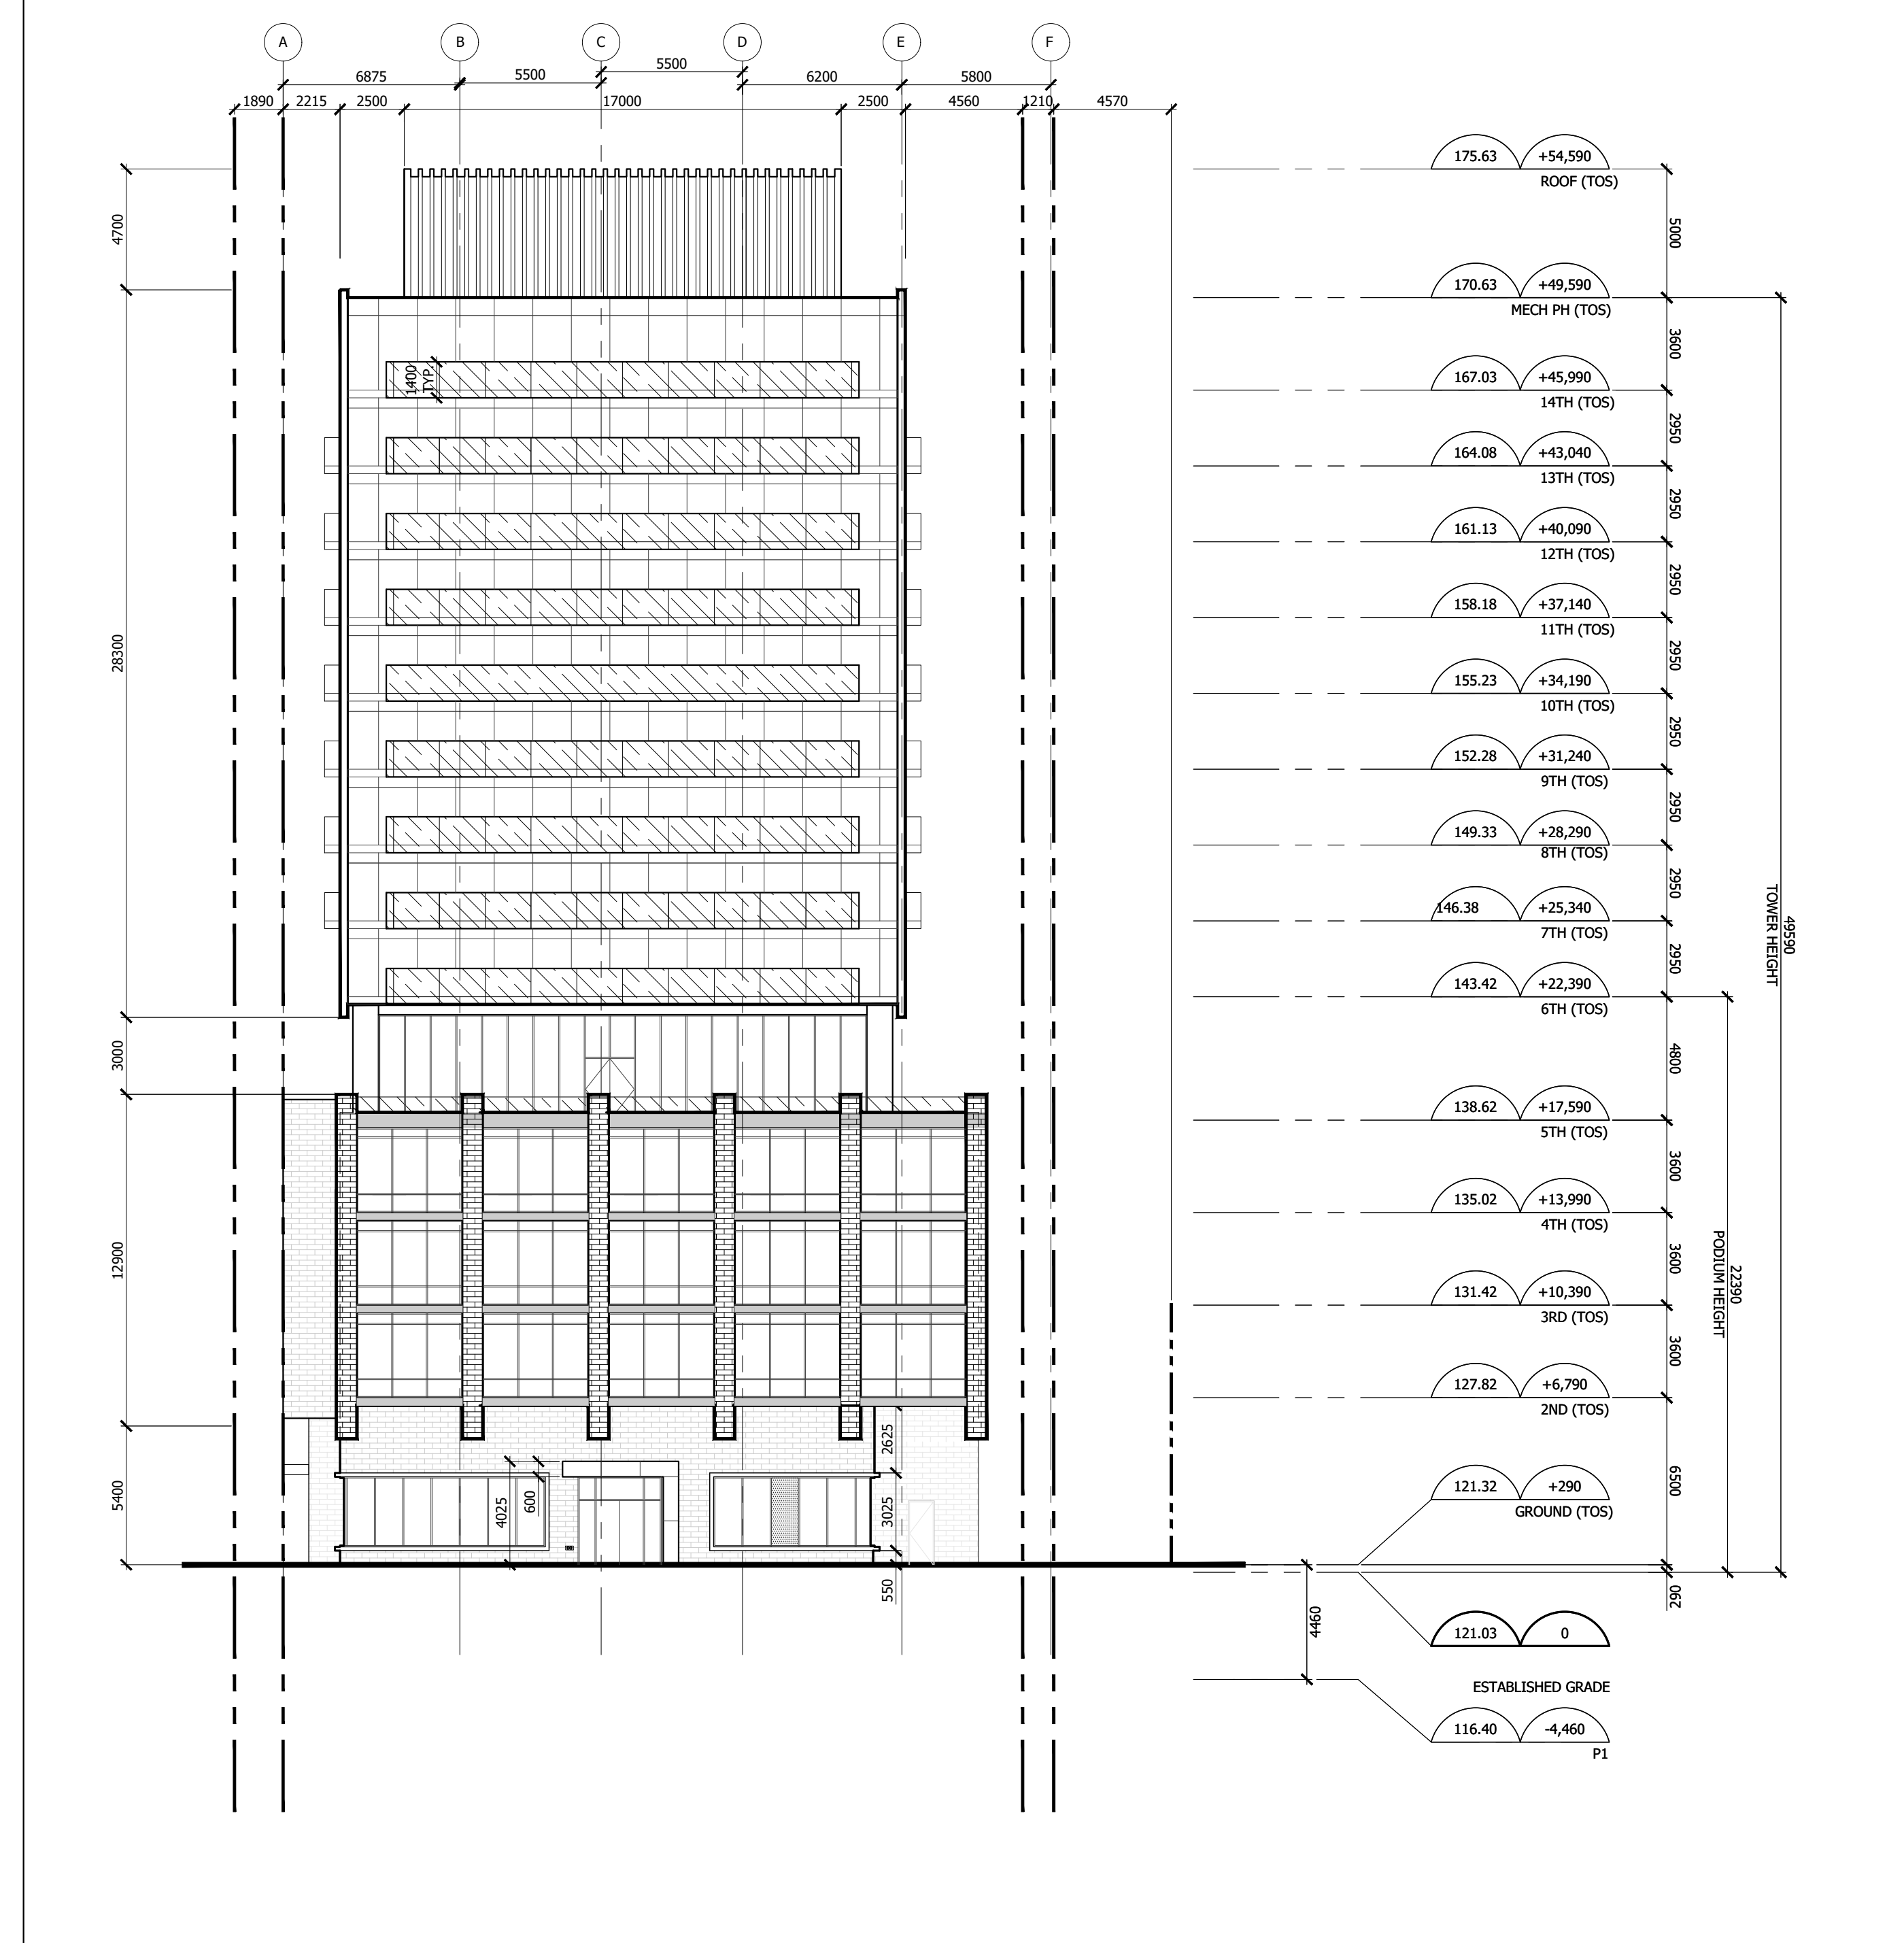 A B C D E F
5500
6875 5500 6200 5800
1890 2215 2500 17000 2500 4560 1210 4570
175.63 +54,590
ROOF (TOS)
4700
5000
170.63 +49,590
MECH PH (TOS)
3600
1400
TYP.
167.03 +45,990
14TH (TOS)
2950
164.08 +43,040
13TH (TOS)
2950
161.13 +40,090
12TH (TOS)
2950
158.18 +37,140
11TH (TOS)
28300
2950
155.23 +34,190
10TH (TOS)
2950
152.28 +31,240
9TH (TOS)
2950
149.33 +28,290
8TH (TOS)
2950
146.38 +25,340
7TH (TOS)
2950
49590
TOWER HEIGHT
143.42 +22,390
6TH (TOS)
3000
4800
138.62 +17,590
5TH (TOS)
3600
135.02 +13,990
4TH (TOS)
12900
3600
22390
PODIUM HEIGHT
131.42 +10,390
3RD (TOS)
3600
127.82 +6,790
2ND (TOS)
2625
5400
4025
600
3025
6500
121.32 +290
GROUND (TOS)
550
290
4460
121.03 0
ESTABLISHED GRADE
116.40 -4,460
P1